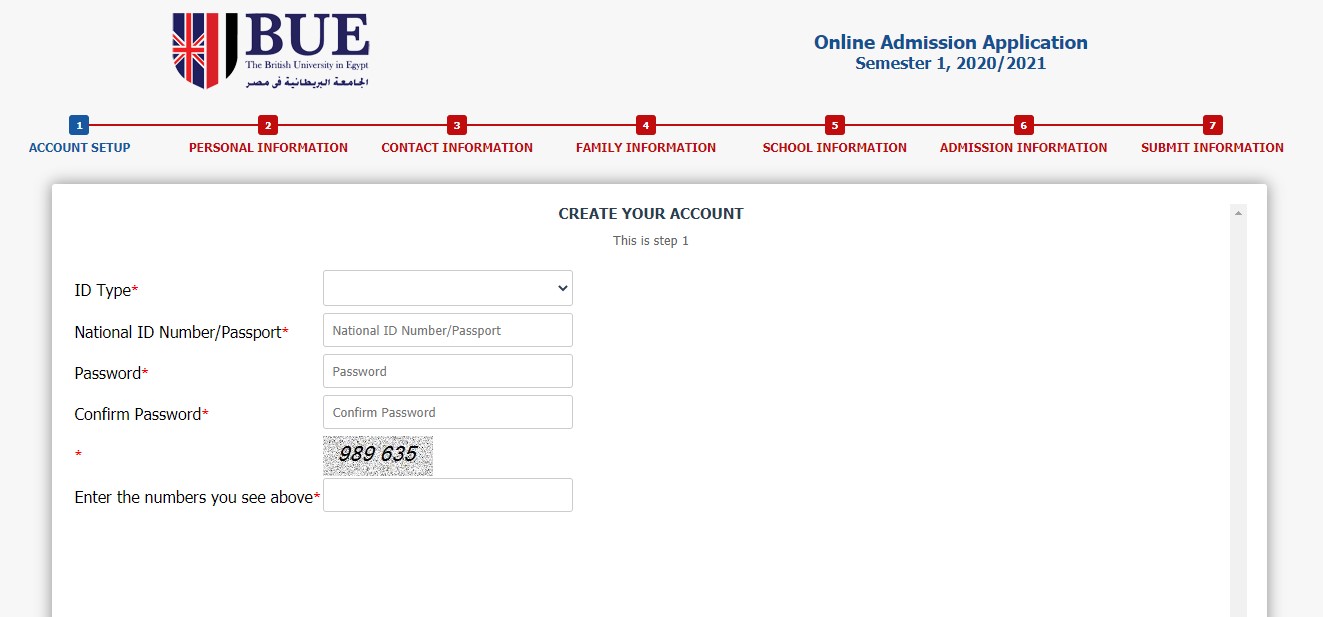 BUE
The British University in Egypt
الجامعة البريطانية فى مصر
Online Admission Application
Semester 1, 2020/2021
1
ACCOUNT SETUP
2
PERSONAL INFORMATION
3
CONTACT INFORMATION
4
FAMILY INFORMATION
5
SCHOOL INFORMATION
6
ADMISSION INFORMATION
7
SUBMIT INFORMATION
CREATE YOUR ACCOUNT
This is step 1
ID Type*
National ID Number/Passport* National ID Number/Passport
Password* Password
Confirm Password* Confirm Password
* 989 635
Enter the numbers you see above*